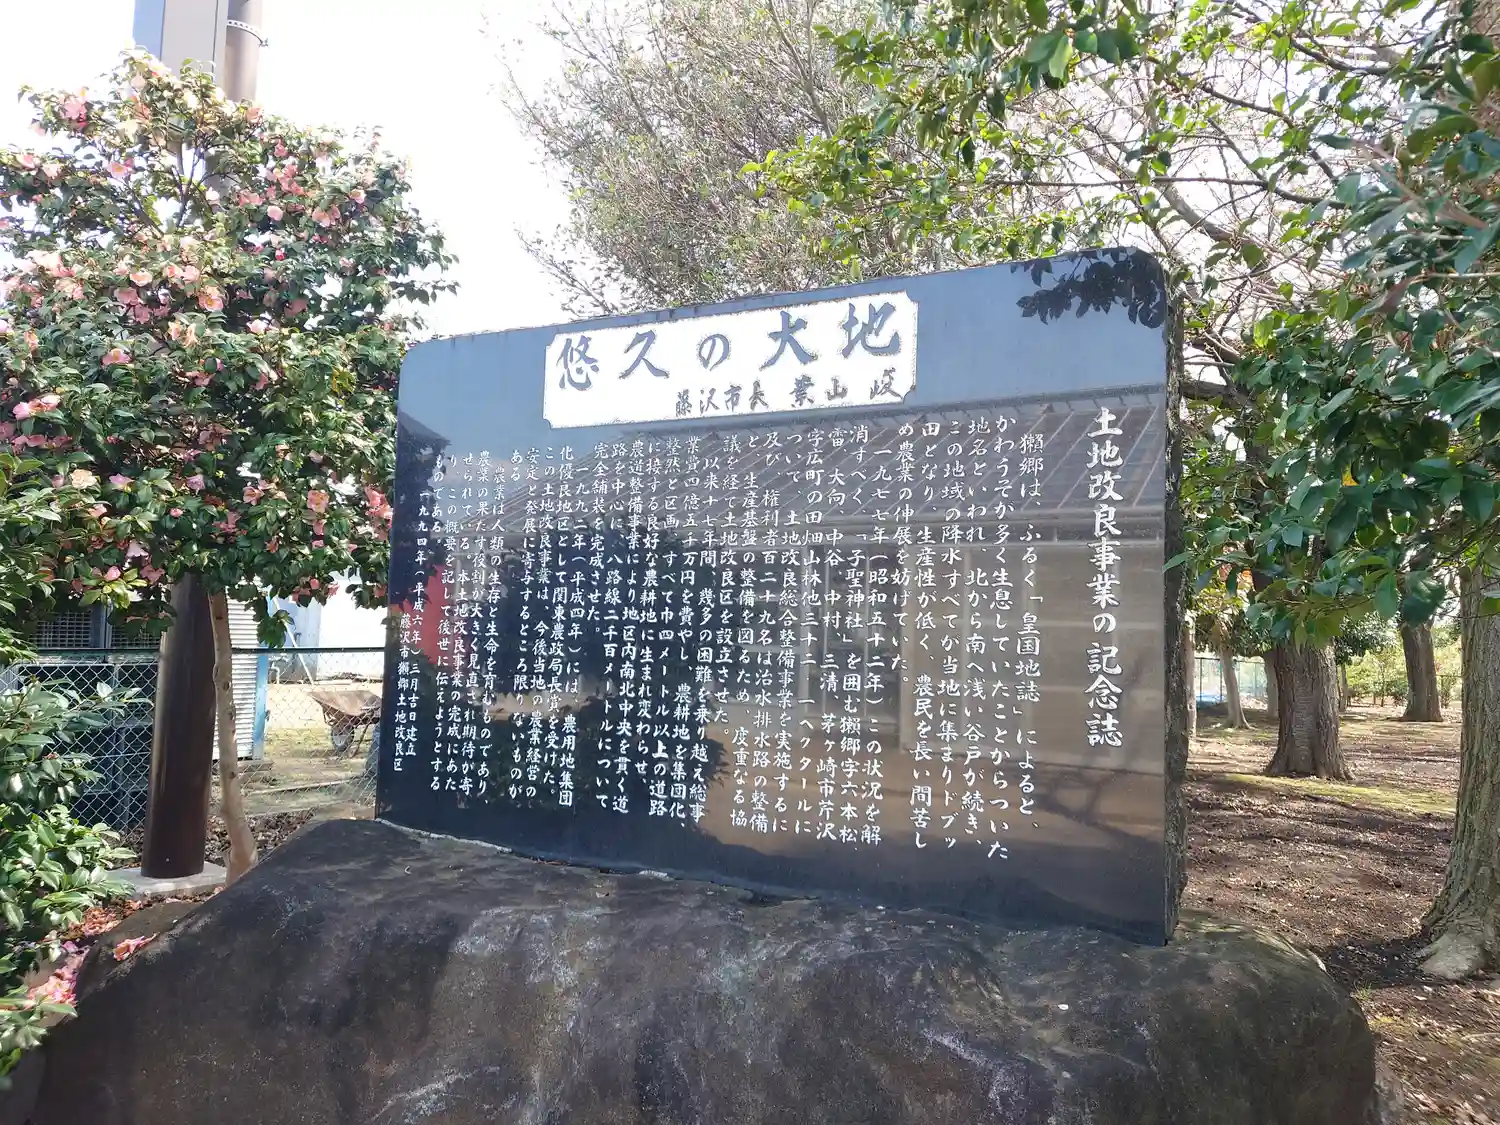 悠久の大地
藤沢市長 葉山峻
土地改良事業の記念誌
獺郷は、ふるく「皇国地誌」によると、
かわうそが多く生息していたことからついた
地名といわれ、北から南へ浅い谷戸が続き、
この地域の降水すべてが当地に集まりドブッ
田となり、生産性が低く、農民を長い間苦し
め農業の伸展を妨げていた。
一九七七年(昭和五十二年)この状況を解
消すべく、「子聖神社」を囲む獺郷字六本松、
雷、大向、中谷、中村、三清、茅ヶ崎市芹沢
字広町の田畑山林他三十二、一ヘクタールに
ついて、土地改良総合整備事業を実施するに
及び、権利者百二十九名は治水排水路の整備
と、生産基盤の整備を図るため、度重なる協
議を経て土地改良区を設立させた。
以来十七年間、幾多の困難を乗り越え総事
業費四億五千万円を費やし、農耕地を集団化、
整然と区画、すべて巾四メートル以上の道路
に接する良好な農耕地に生まれ変わらせ、
農道整備事業により地区内南北中央を貫く道
路を中心に、八路線二千百メートルについて
完全舗装を完成させた。
一九九二年(平成四年)には、農用地集団
化優良地区として関東農政局長賞を受けた。
この土地改良事業は、今後当地の農業経営の
安定と発展に寄与するところ限りないものが
ある
農業は人類の生存と生命を育むものであり、
農業の果たす役割が大きく見直され期待が寄
せられている。本土地改良事業の完成にあた
り、この概要を記して後世に伝えようとする
ものである。
一九九四年(平成六年)三月吉日建立
藤沢市獺郷土地改良区